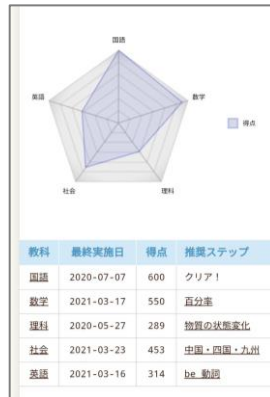 国語
英語
数学
得点
社会
理科
教科 最終実施日 得点 推奨ステップ
国語 2020-07-07 600 クリア!
数学 2021-03-17 550 百分率
理科 2020-05-27 289 物質の状態変化
社会 2021-03-23 453 中国・四国・九州
英語 2021-03-16 314 be 動詞